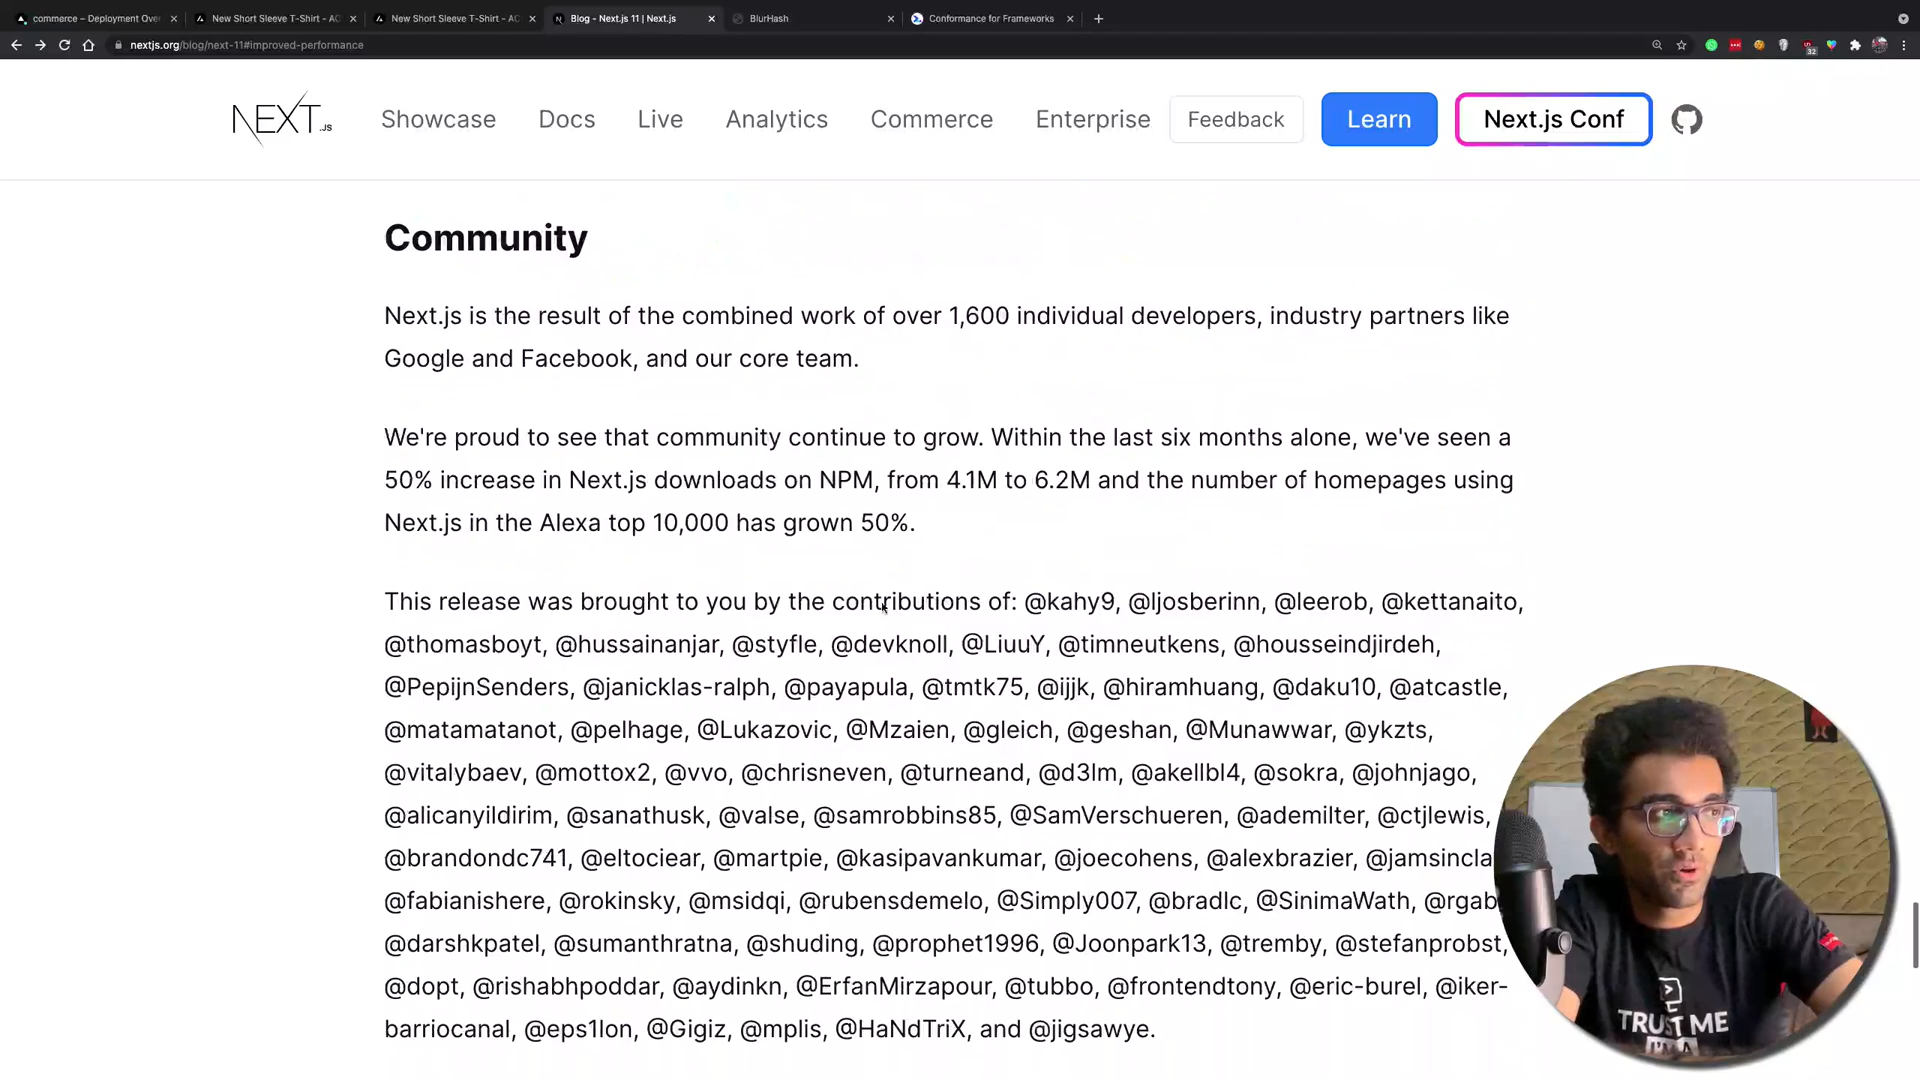 commerce – Deployment Ove
New Short Sleeve T-Shirt - AC
New Short Sleeve T-Shirt - AC
Blog - Next.js 11 | Next.js
BlurHash
Conformance for Frameworks
nextjs.org/blog/next-11#improved-performance
32
NEXT.JS
Showcase
Docs
Live
Analytics
Commerce
Enterprise
Feedback
Learn
Next.js Conf
Community
Next.js is the result of the combined work of over 1,600 individual developers, industry partners like
Google and Facebook, and our core team.
We're proud to see that community continue to grow. Within the last six months alone, we've seen a
50% increase in Next.js downloads on NPM, from 4.1M to 6.2M and the number of homepages using
Next.js in the Alexa top 10,000 has grown 50%.
This release was brought to you by the contributions of: @kahy9, @ljosberinn, @leerob, @kettanaito,
@thomasboyt, @hussainanjar, @styfle, @devknoll, @LiuuY, @timneutkens, @housseindjirdeh,
@PepijnSenders, @janicklas-ralph, @payapula, @tmtk75, @ijjk, @hiramhuang, @daku10, @atcastle,
@matamatanot, @pelhage, @Lukazovic, @Mzaien, @gleich, @geshan, @Munawwar, @ykzts,
@vitalybaev, @mottox2, @vvo, @chrisneven, @turneand, @d3lm, @akellbl4, @sokra, @johnjago,
@alicanyildirim, @sanathusk, @valse, @samrobbins85, @SamVerschueren, @ademilter, @ctjlewis,
@brandondc741, @eltociear, @martpie, @kasipavankumar, @joecohens, @alexbrazier, @jamsincla
@fabianishere, @rokinsky, @msidqi, @rubensdemelo, @Simply007, @bradlc, @SinimaWath, @rgab
@darshkpatel, @sumanthratna, @shuding, @prophet1996, @Joonpark13, @tremby, @stefanprobst,
@dopt, @rishabhpoddar, @aydinkn, @ErfanMirzapour, @tubbo, @frontendtony, @eric-burel, @iker-
barriocanal, @eps1lon, @Gigiz, @mplis, @HaNdTriX, and @jigsawye.
TRUST ME
I'M A